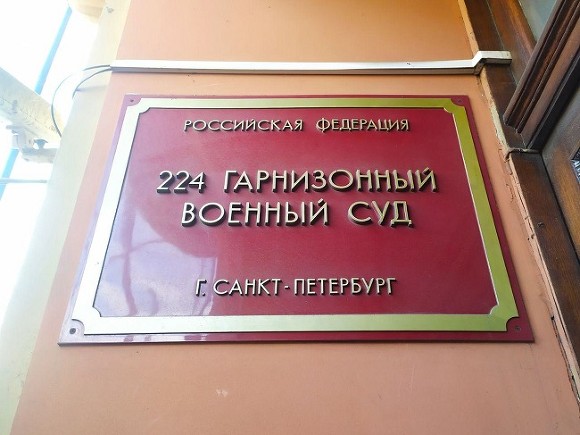 РОССИЙСКАЯ ФЕДЕРАЦИЯ
224 ГАРНИЗОННЫЙ
ВОЕННЫЙ СУД
Г. САНКТ-ПЕТЕРБУРГ